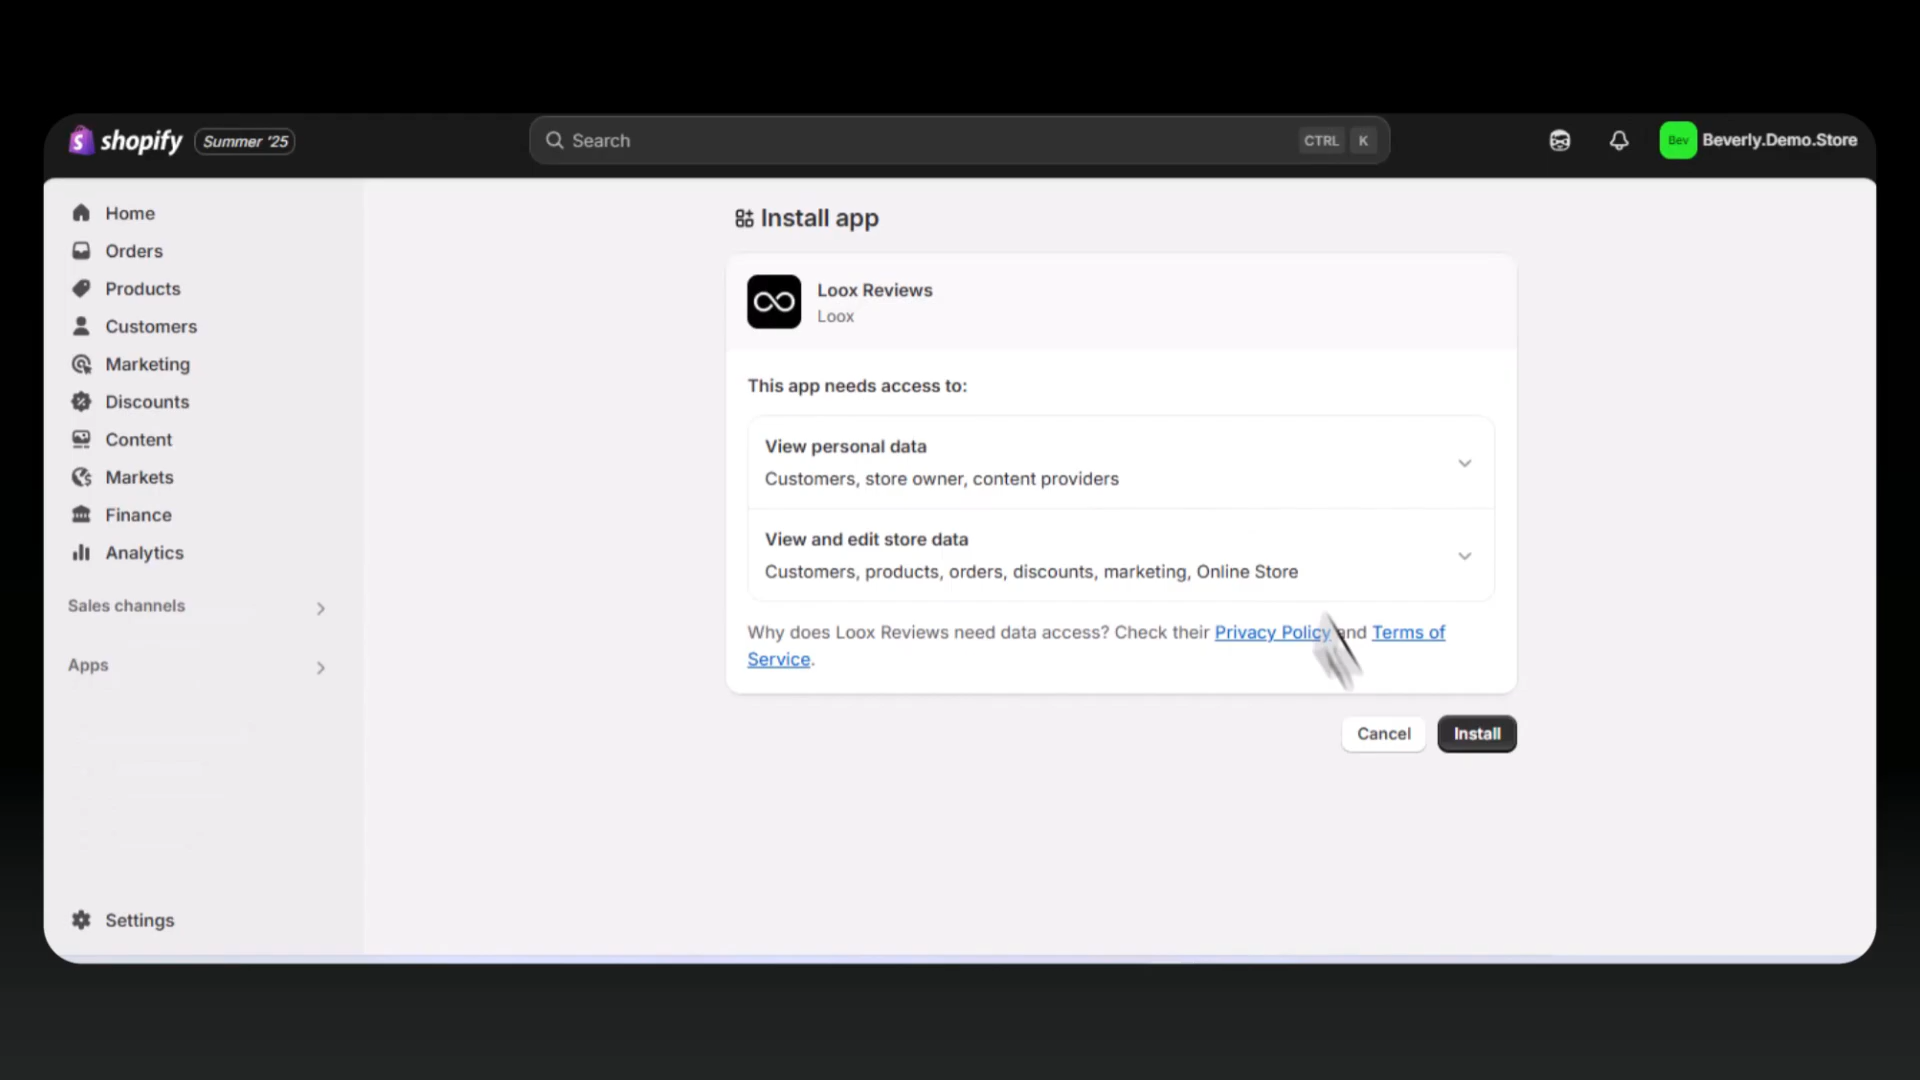 shopify
Summer '25
Search
CTRL K
Bev
Beverly.Demo.Store
Home
Orders
Products
Customers
Marketing
Discounts
Content
Markets
Finance
Analytics
Sales channels
Apps
Settings
Install app
Loox Reviews
Loox
This app needs access to:
View personal data
Customers, store owner, content providers
View and edit store data
Customers, products, orders, discounts, marketing, Online Store
Why does Loox Reviews need data access? Check their Privacy Policy and Terms of
Service.
Cancel
Install